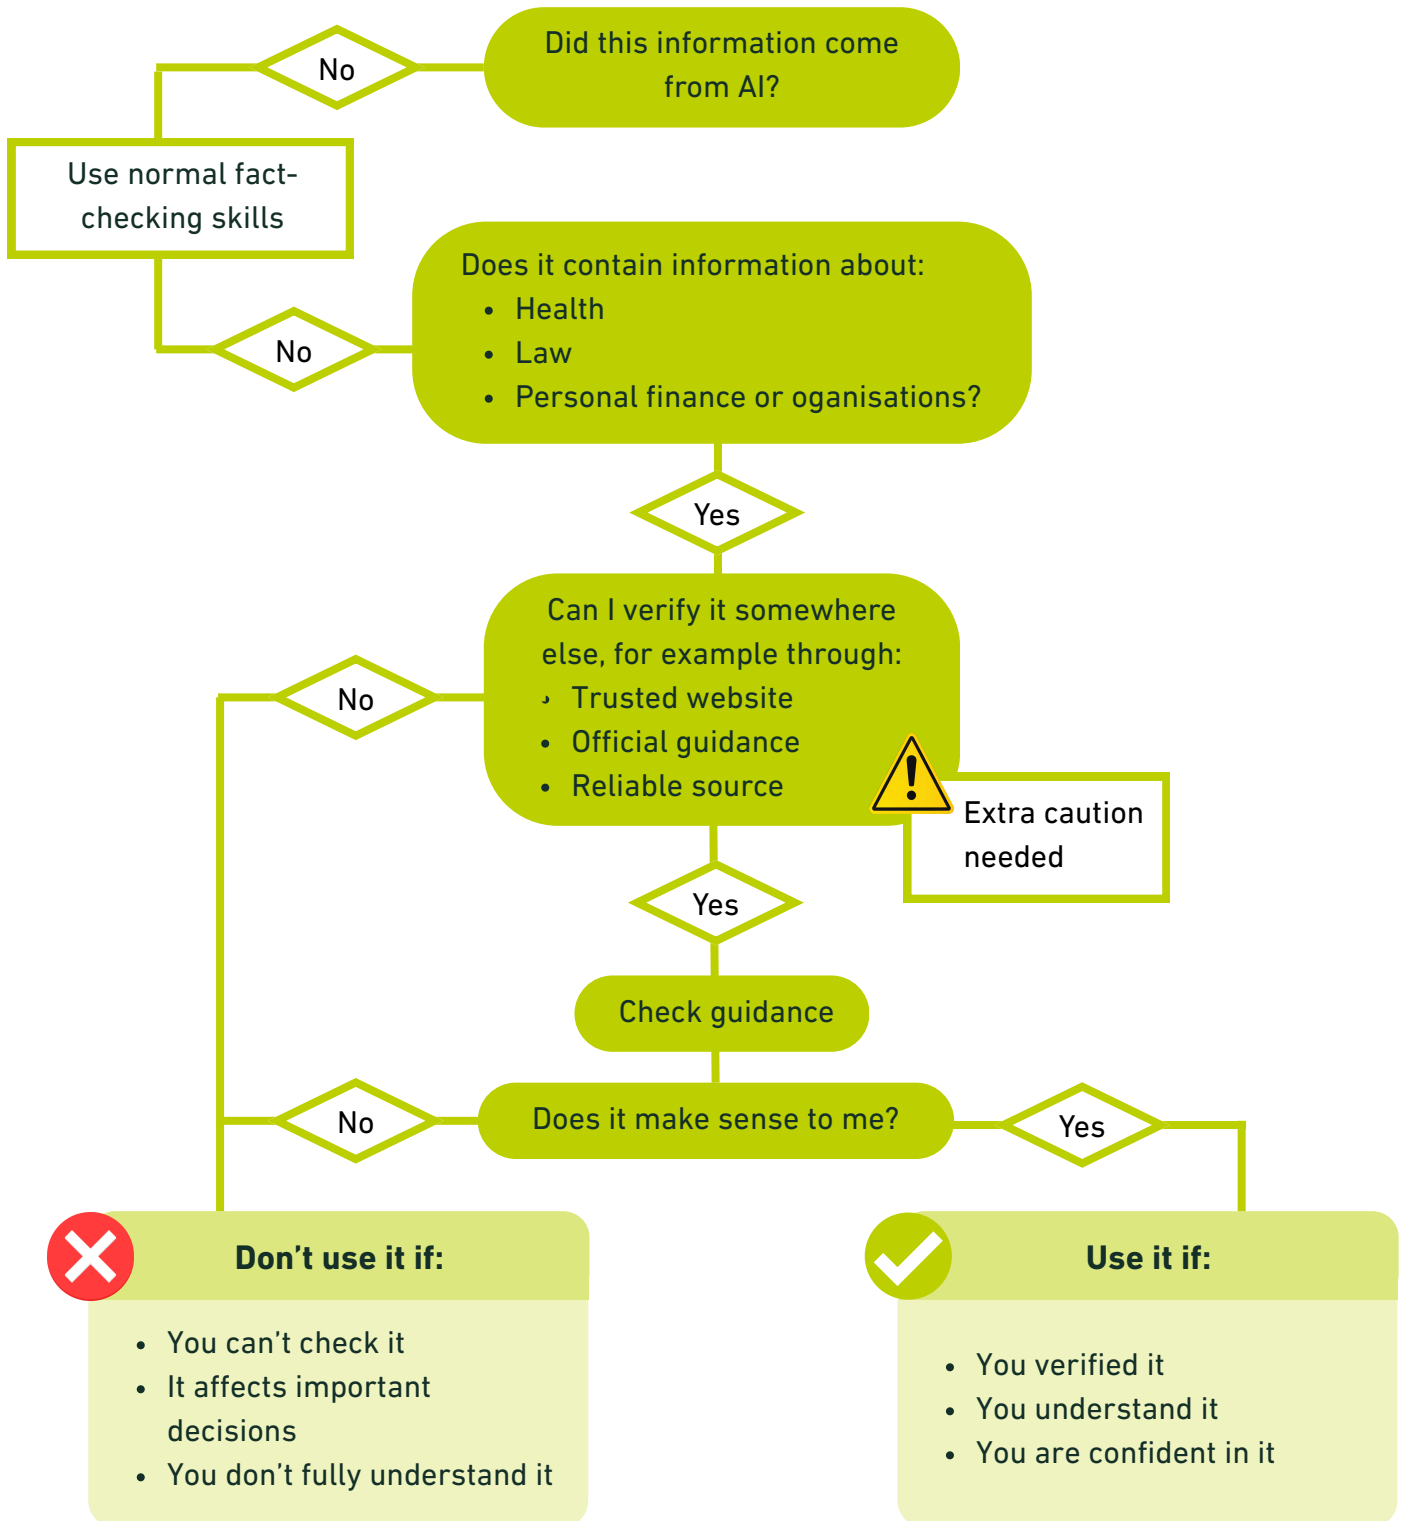 Did this information come
from AI?
No
Use normal fact-
checking skills
Does it contain information about:
• Health
• Law
• Personal finance or oganisations?
No
Yes
Can I verify it somewhere
else, for example through:
• Trusted website
• Official guidance
• Reliable source
No
Extra caution
needed
Yes
Check guidance
Does it make sense to me?
No
Yes
Don’t use it if:
• You can’t check it
• It affects important
decisions
• You don’t fully understand it
Use it if:
• You verified it
• You understand it
• You are confident in it